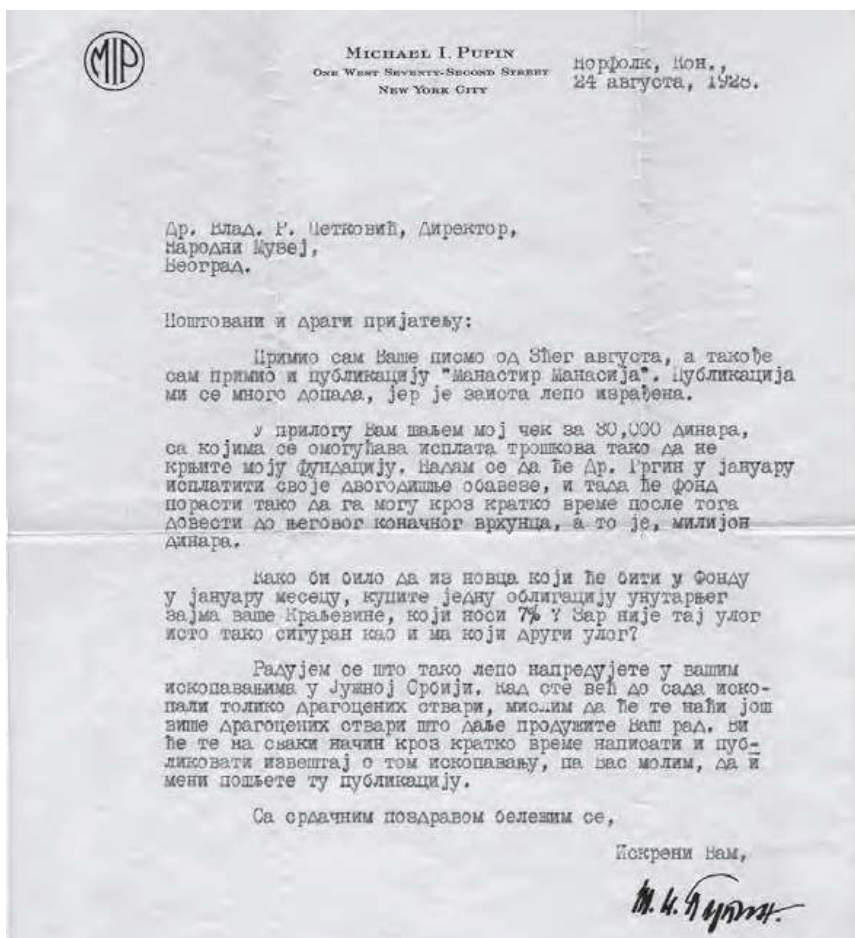 MIP
MICHAEL I. PUPIN
ONE WEST SEVENTY-SECOND STREET
NEW YORK CITY
Норфолк, Кон.,
24 августа, 1928.
Др. Влад. Р. Петковић, Директор,
Народни Музеј,
Београд.
Поштовани и драги пријатељу:
Примио сам Ваше писмо од 8ћег августа, а такође
сам примио и публикацију "Манастир Манасија". Публикација
ми се много допада, јер је заиста лепо израђена.
У прилогу Вам шаљем мој чек за 30,000 динара,
са којима се омогућава исплата трошкова тако да не
крњите моју фундацију. Надам се да ће Др. Гргин у јануару
исплатити своје двогодишње обавезе, и тада ће фонд
порасти тако да га могу кроз кратко време после тога
довести до његовог коначног врхунца, а то је, милијон
динара.
Како би било да из новца који ће бити у Фонду
у јануару месецу, купите једну облигацију унутарњег
зајма ваше Краљевине, који носи 7% ? Зар није тај улог
исто тако сигуран као и ма који други улог?
Радујем се што тако лепо напредујете у вашим
ископавањима у Јужној Србији. Кад сте већ до сада иско-
пали толико драгоцених ствари, мислим да ће те наћи још
више драгоцених ствари што даље продужите Ваш рад. Ви
ће те на сваки начин кроз кратко време написати и пуб-
ликовати извештај о том ископавању, па Вас молим, да и
мени пошљете ту публикацију.
Са срдачним поздравом бележим се,
Искрени Вам,
М. И. Пупин.